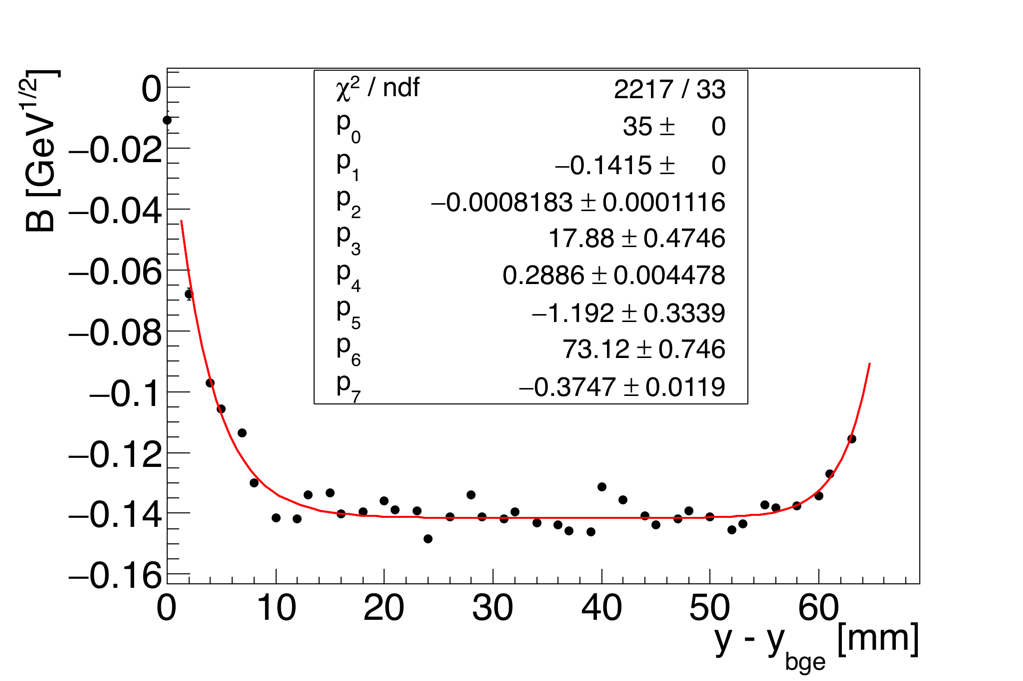 B [GeV^1/2]
0
−0.02
−0.04
−0.06
−0.08
−0.1
−0.12
−0.14
−0.16
χ² / ndf 2217 / 33
p₀ 35 ± 0
p₁ −0.1415 ± 0
p₂ −0.0008183 ± 0.0001116
p₃ 17.88 ± 0.4746
p₄ 0.2886 ± 0.004478
p₅ −1.192 ± 0.3339
p₆ 73.12 ± 0.746
p₇ −0.3747 ± 0.0119
0 10 20 30 40 50 60
y - y_bge [mm]